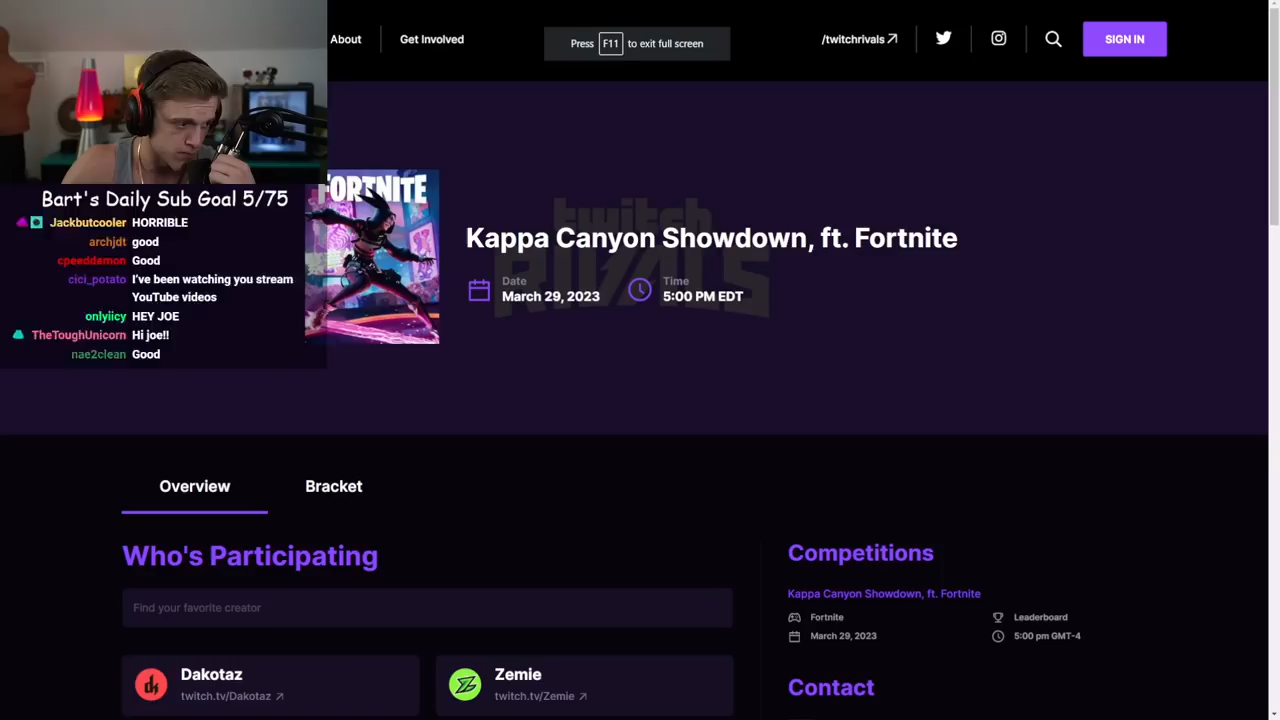 About
Get Involved
Press F11 to exit full screen
/twitchrivals
SIGN IN
Bart's Daily Sub Goal 5/75
Jackbutcooler HORRIBLE
archjdt good
cpeeddemon Good
cici_potato I've been watching you stream
YouTube videos
onlyiicy HEY JOE
TheToughUnicorn Hi joe!!
nae2clean Good
FORTNITE
twitch
RIVALS
Kappa Canyon Showdown, ft. Fortnite
Date
March 29, 2023
Time
5:00 PM EDT
Overview
Bracket
Who's Participating
Find your favorite creator
Dakotaz
twitch.tv/Dakotaz
Zemie
twitch.tv/Zemie
Competitions
Kappa Canyon Showdown, ft. Fortnite
Fortnite
Leaderboard
March 29, 2023
5:00 pm GMT-4
Contact